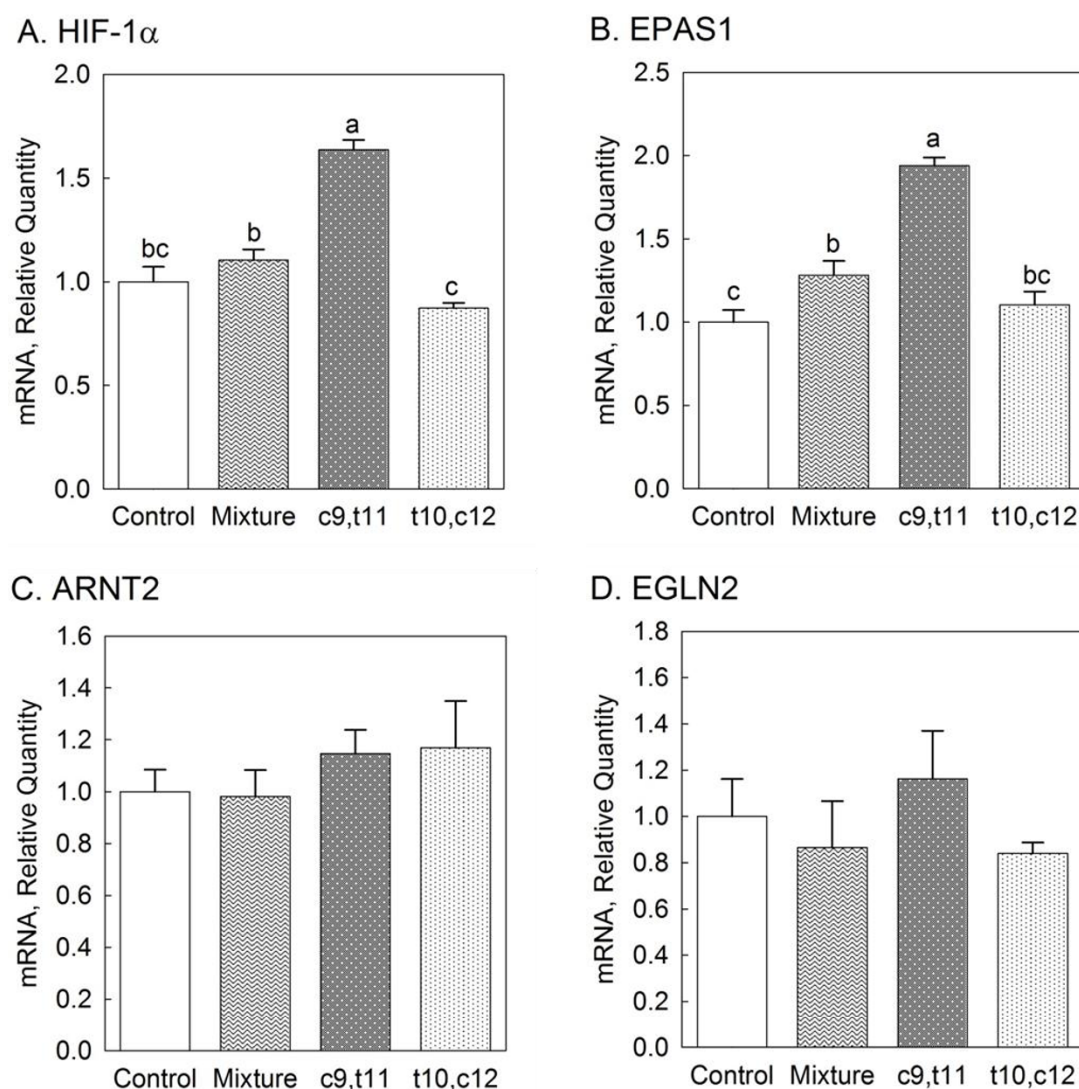 A. HIF-1α
mRNA, Relative Quantity
2.0
1.5
1.0
0.5
0.0
bc
b
a
c
Control Mixture c9,t11 t10,c12
B. EPAS1
mRNA, Relative Quantity
2.5
2.0
1.5
1.0
0.5
0.0
c
b
a
bc
Control Mixture c9,t11 t10,c12
C. ARNT2
mRNA, Relative Quantity
1.6
1.4
1.2
1.0
0.8
0.6
0.4
0.2
0.0
Control Mixture c9,t11 t10,c12
D. EGLN2
mRNA, Relative Quantity
1.8
1.6
1.4
1.2
1.0
0.8
0.6
0.4
0.2
0.0
Control Mixture c9,t11 t10,c12